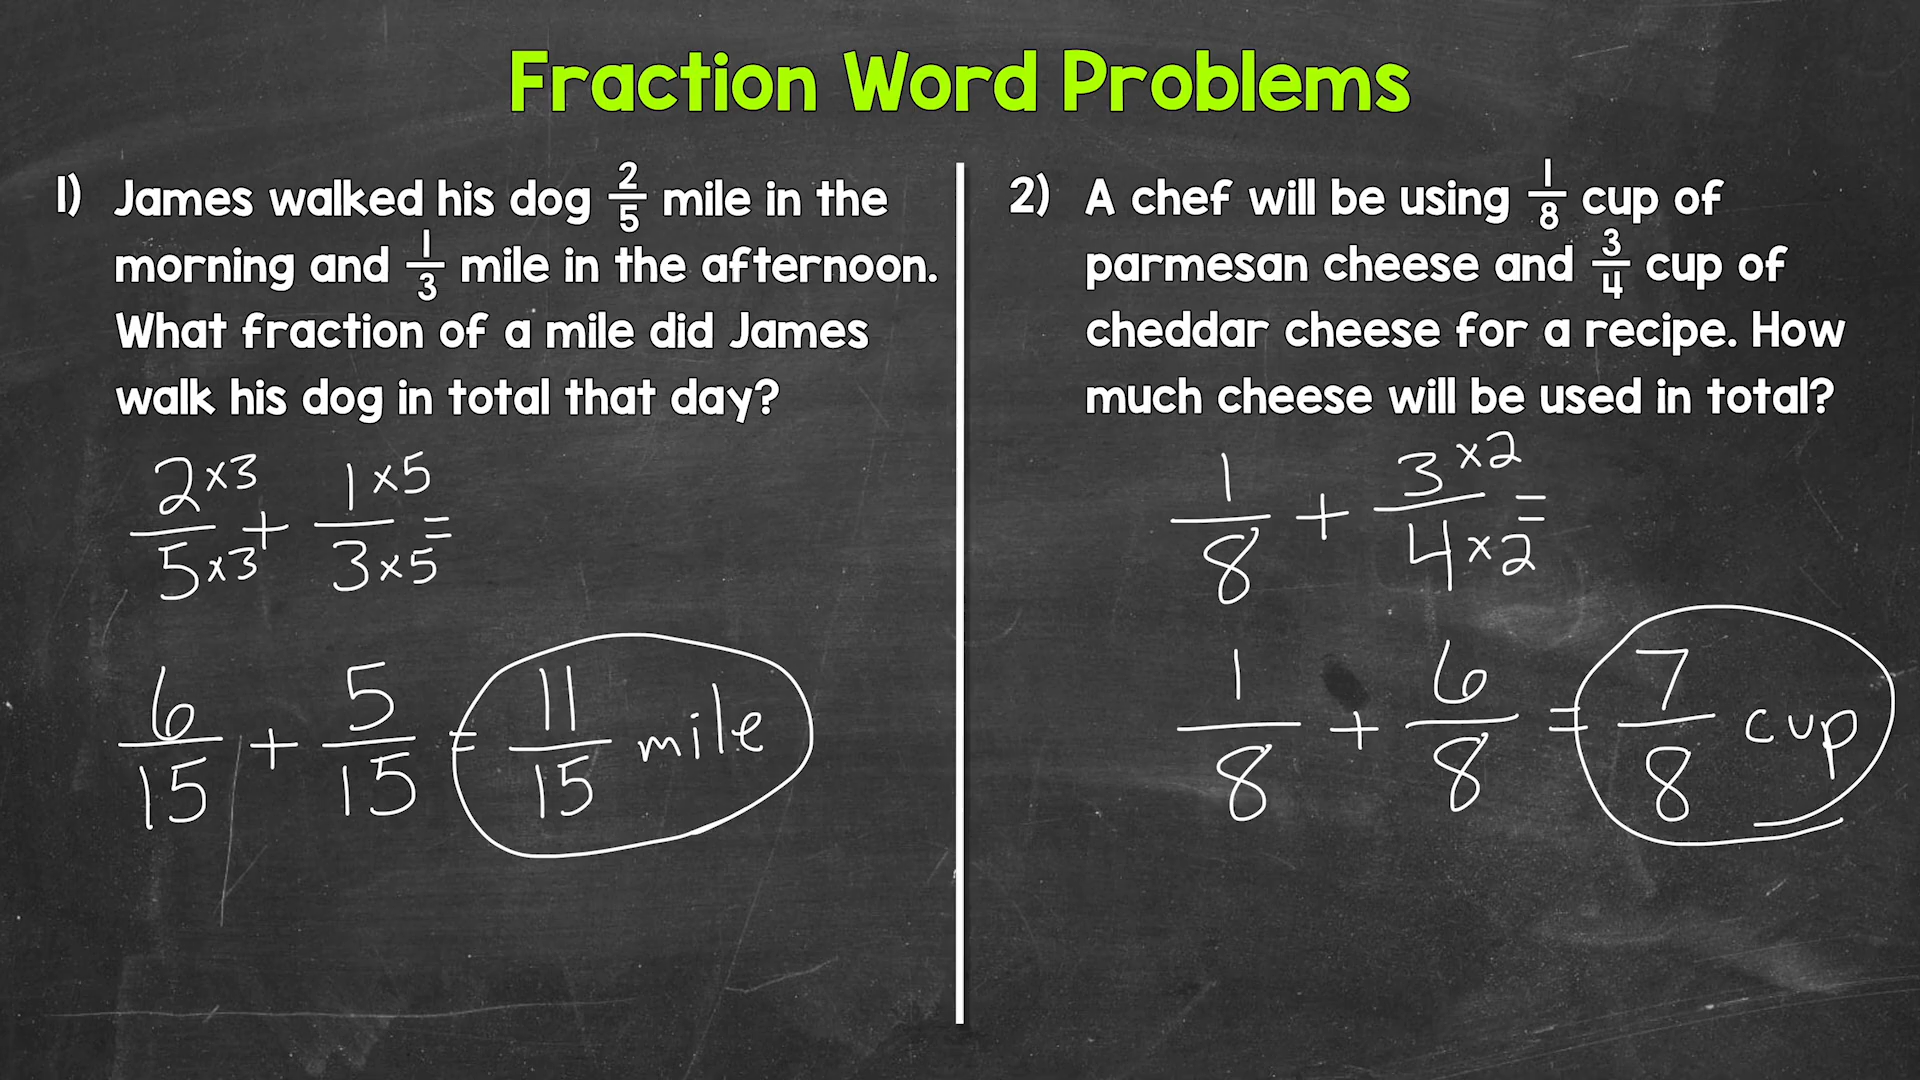 Fraction Word Problems
1) James walked his dog 2/5 mile in the
morning and 1/3 mile in the afternoon.
What fraction of a mile did James
walk his dog in total that day?
2×3/5×3 + 1×5/3×5 =
6/15 + 5/15 = 11/15 mile
2) A chef will be using 1/8 cup of
parmesan cheese and 3/4 cup of
cheddar cheese for a recipe. How
much cheese will be used in total?
1/8 + 3×2/4×2 =
1/8 + 6/8 = 7/8 cup